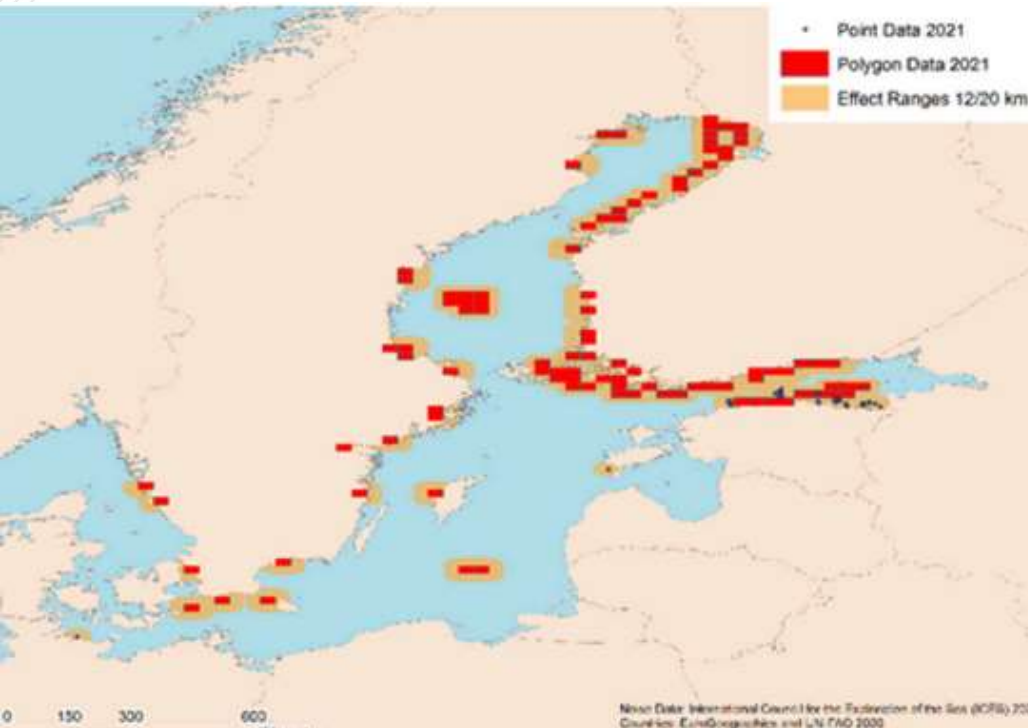 Point Data 2021
Polygon Data 2021
Effect Ranges 12/20 km
0 150 300 600
Noise Data: International Council for the Exploration of the Sea (ICES) 20
Countries: EuroGeographics and UN-FAO